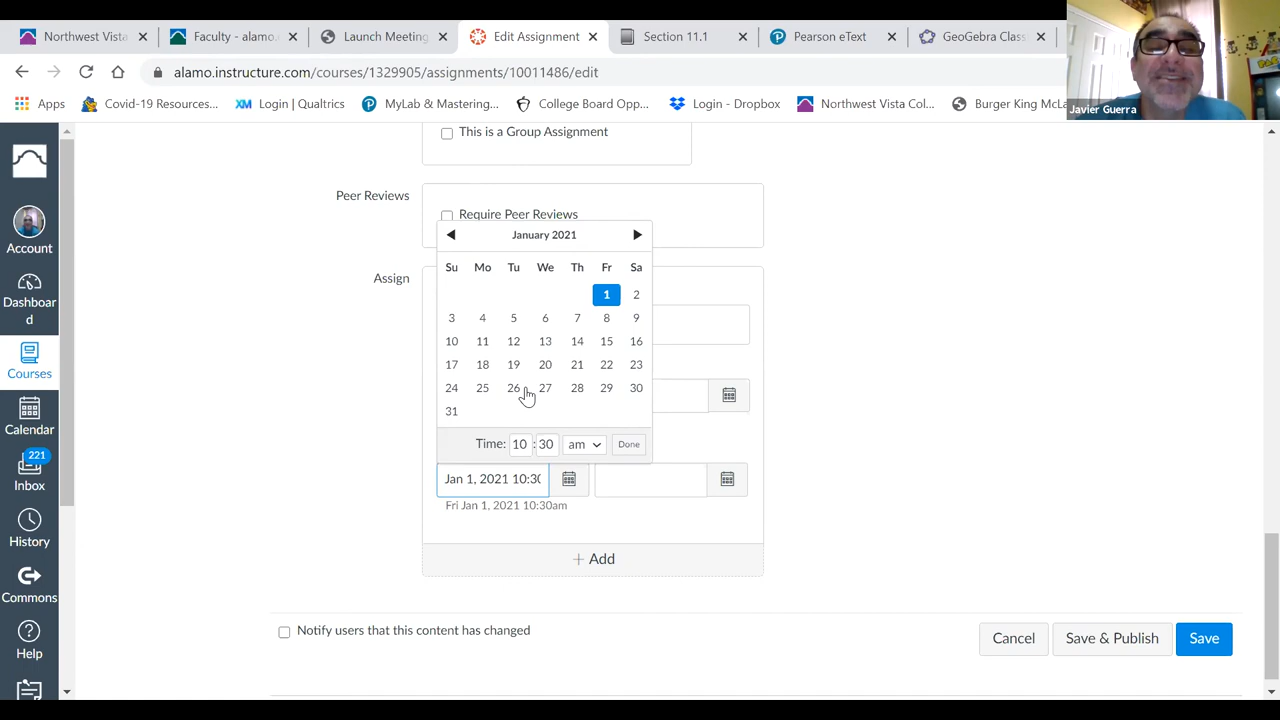 Northwest Vista
Faculty - alamo.
Launch Meeting
Edit Assignment
Section 11.1
Pearson eText
GeoGebra Class
alamo.instructure.com/courses/1329905/assignments/10011486/edit
Apps
Covid-19 Resources...
XM Login | Qualtrics
MyLab & Mastering...
College Board Opp...
Login - Dropbox
Northwest Vista Col...
Burger King McLa
Javier Guerra
This is a Group Assignment
Peer Reviews
Require Peer Reviews
January 2021
Su Mo Tu We Th Fr Sa
1 2
3 4 5 6 7 8 9
10 11 12 13 14 15 16
17 18 19 20 21 22 23
24 25 26 27 28 29 30
31
Time: 10 : 30 am Done
Assign
Jan 1, 2021 10:30
Fri Jan 1, 2021 10:30am
+ Add
Notify users that this content has changed
Cancel
Save & Publish
Save
Account
Dashboar
d
Courses
Calendar
221
Inbox
History
Commons
Help